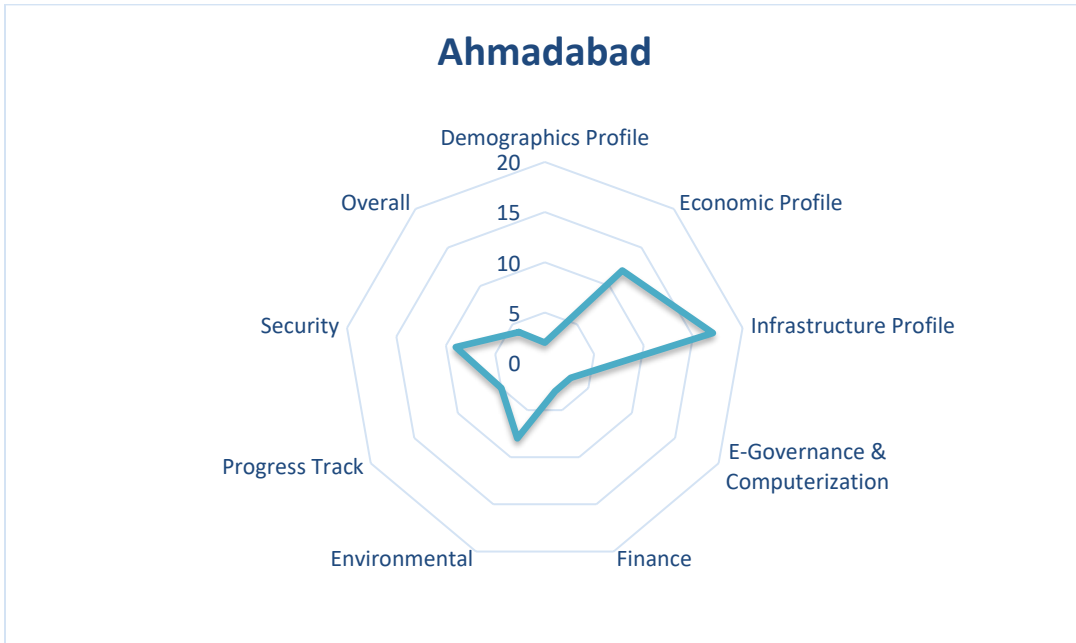 Ahmadabad
Demographics Profile
20
15
10
5
0
Economic Profile
Infrastructure Profile
E-Governance &
Computerization
Finance
Environmental
Progress Track
Security
Overall